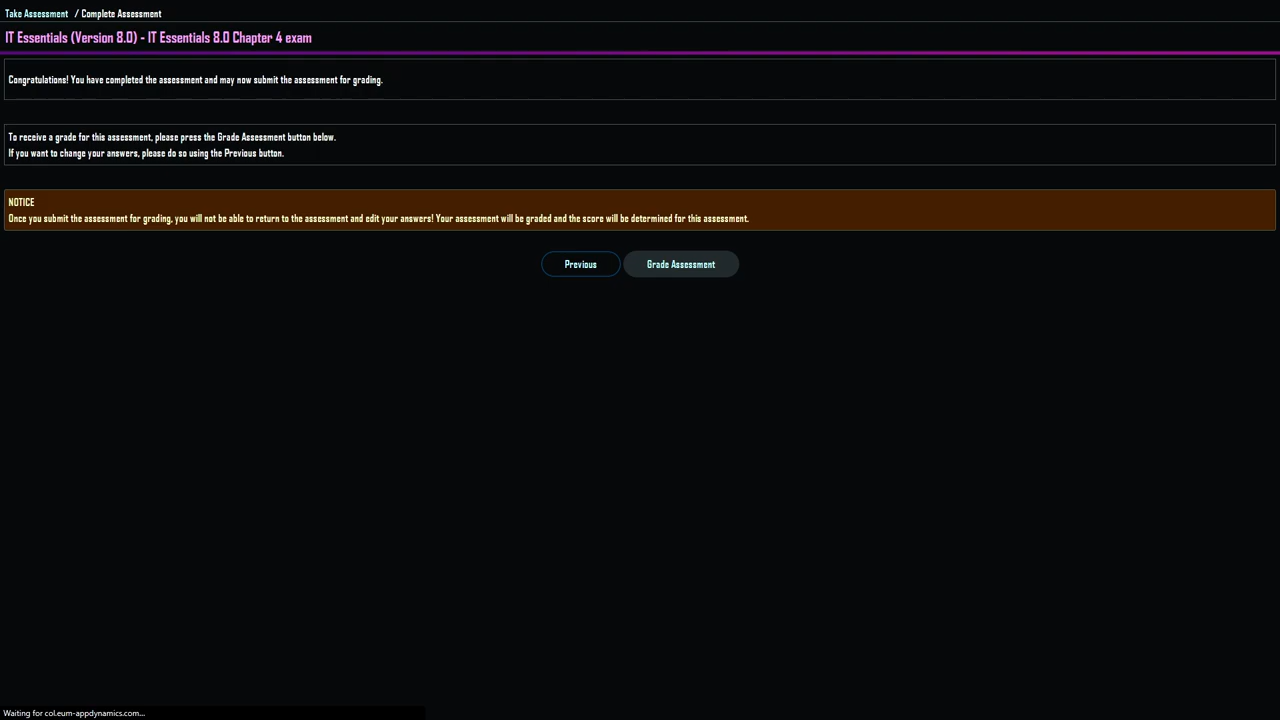 Take Assessment / Complete Assessment
IT Essentials (Version 8.0) - IT Essentials 8.0 Chapter 4 exam
Congratulations! You have completed the assessment and may now submit the assessment for grading.
To receive a grade for this assessment, please press the Grade Assessment button below.
If you want to change your answers, please do so using the Previous button.
NOTICE
Once you submit the assessment for grading, you will not be able to return to the assessment and edit your answers! Your assessment will be graded and the score will be determined for this assessment.
Previous Grade Assessment
Waiting for col.eum-appdynamics.com...